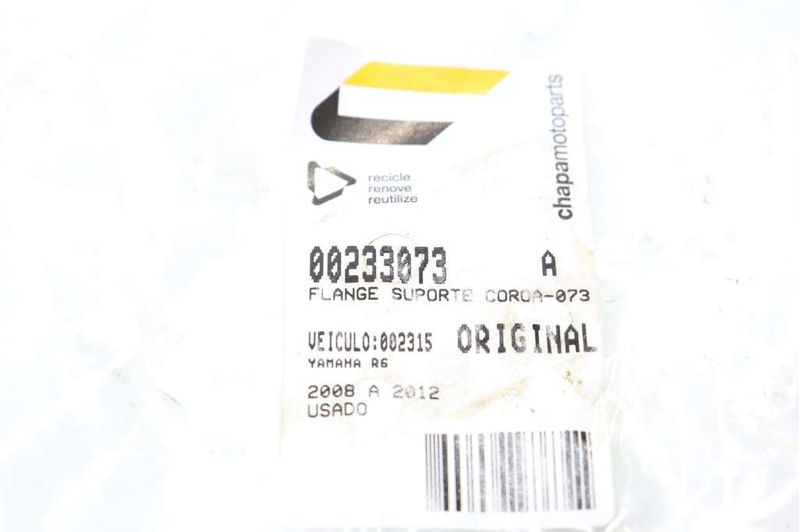 recicle
renove
reutilize
chapamotoparts
00233073 A
FLANGE SUPORTE COROA-073
VEICULO:002315 ORIGINAL
YAMAHA R6
2008 A 2012
USADO